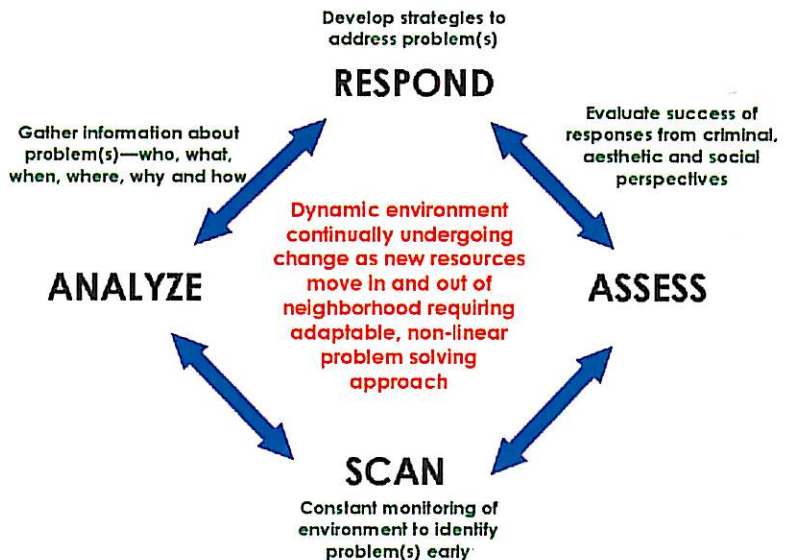 Develop strategies to
address problem(s)
RESPOND
Gather information about
problem(s)—who, what,
when, where, why and how
Evaluate success of
responses from criminal,
aesthetic and social
perspectives
Dynamic environment
continually undergoing
change as new resources
move in and out of
neighborhood requiring
adaptable, non-linear
problem solving
approach
ANALYZE
ASSESS
SCAN
Constant monitoring of
environment to identify
problem(s) early